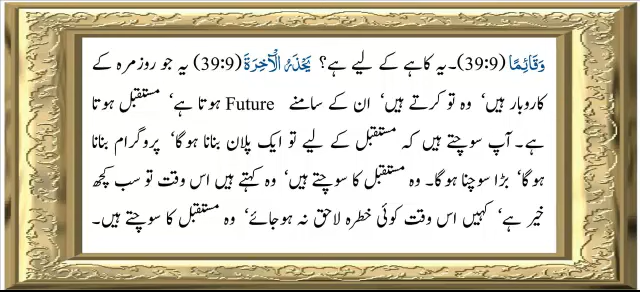 وَقَائِمًا (39:9)۔ یہ کاہے کے لیے ہے؟ یَحْذَرُ الْاٰخِرَةَ (39:9) یہ جو روزمرہ کے
کاروبار ہیں‘ وہ تو کرتے ہیں‘ ان کے سامنے Future ہوتا ہے‘ مستقبل ہوتا
ہے۔ آپ سوچتے ہیں کہ مستقبل کے لیے تو ایک پلان بنانا ہوگا‘ پروگرام بنانا
ہوگا‘ بڑا سوچنا ہوگا۔ وہ مستقبل کا سوچتے ہیں‘ وہ کہتے ہیں اس وقت تو سب کچھ
خیر ہے‘ کہیں اس وقت کوئی خطرہ لاحق نہ ہوجائے‘ وہ مستقبل کا سوچتے ہیں۔